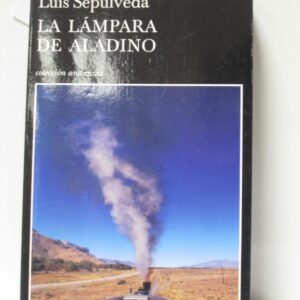 Luis Sepúlveda
LA LÁMPARA
DE ALADINO
colección andanzas